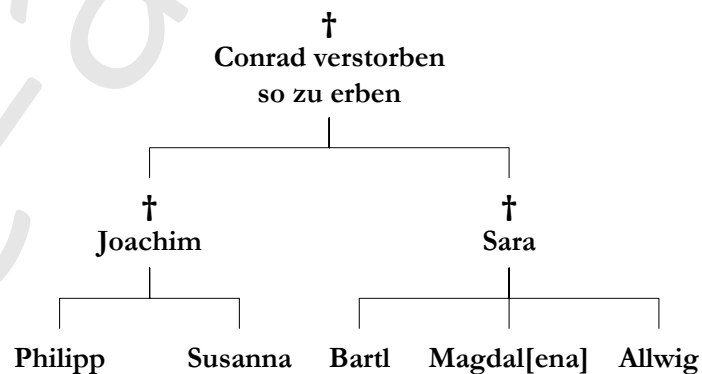 †
Conrad verstorben
so zu erben
† †
Joachim Sara
Philipp Susanna Bartl Magdal[ena] Allwig